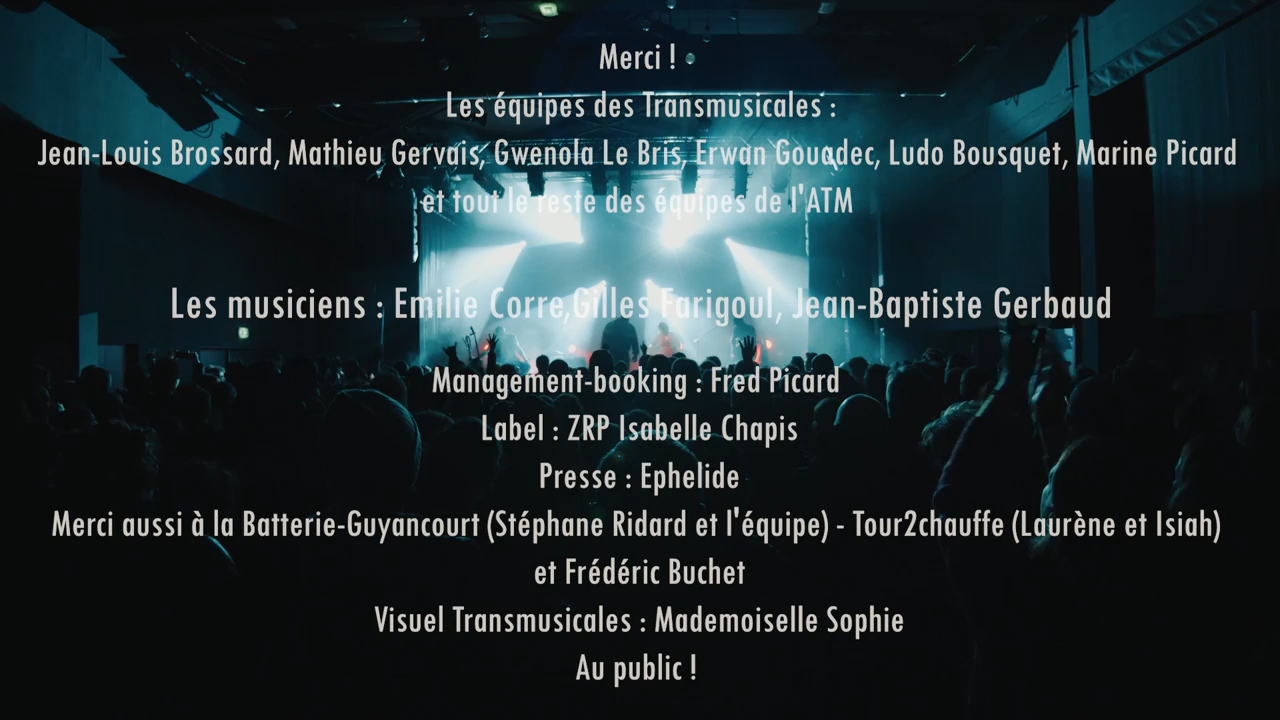 Merci !
Les équipes des Transmusicales :
Jean-Louis Brossard, Mathieu Gervais, Gwenola Le Bris, Erwan Gouadec, Ludo Bousquet, Marine Picard
et tout le reste des équipes de l'ATM
Les musiciens : Emilie Corre,Gilles Farigoul, Jean-Baptiste Gerbaud
Management-booking : Fred Picard
Label : ZRP Isabelle Chapis
Presse : Ephelide
Merci aussi à la Batterie-Guyancourt (Stéphane Ridard et l'équipe) - Tour2chauffe (Laurène et Isiah)
et Frédéric Buchet
Visuel Transmusicales : Mademoiselle Sophie
Au public !